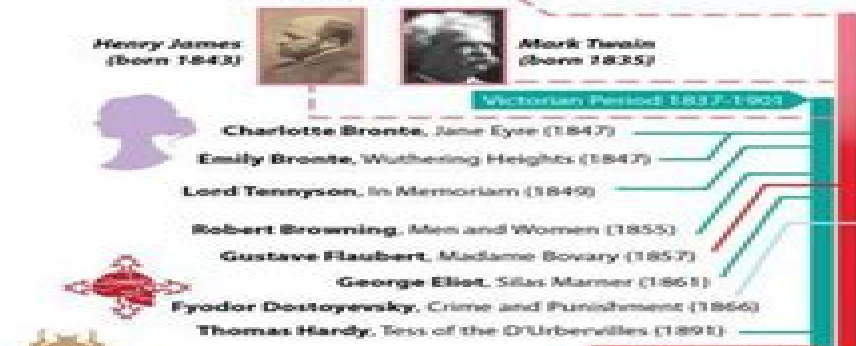 Henry James
(born 1843)
Mark Twain
(born 1835)
Victorian Period 1837-1901
Charlotte Bronte, Jane Eyre (1847)
Emily Bronte, Wuthering Heights (1847)
Lord Tennyson, In Memoriam (1849)
Robert Browning, Men and Women (1855)
Gustave Flaubert, Madame Bovary (1857)
George Eliot, Silas Marner (1861)
Fyodor Dostoyevsky, Crime and Punishment (1866)
Thomas Hardy, Tess of the D'Urbervilles (1891)